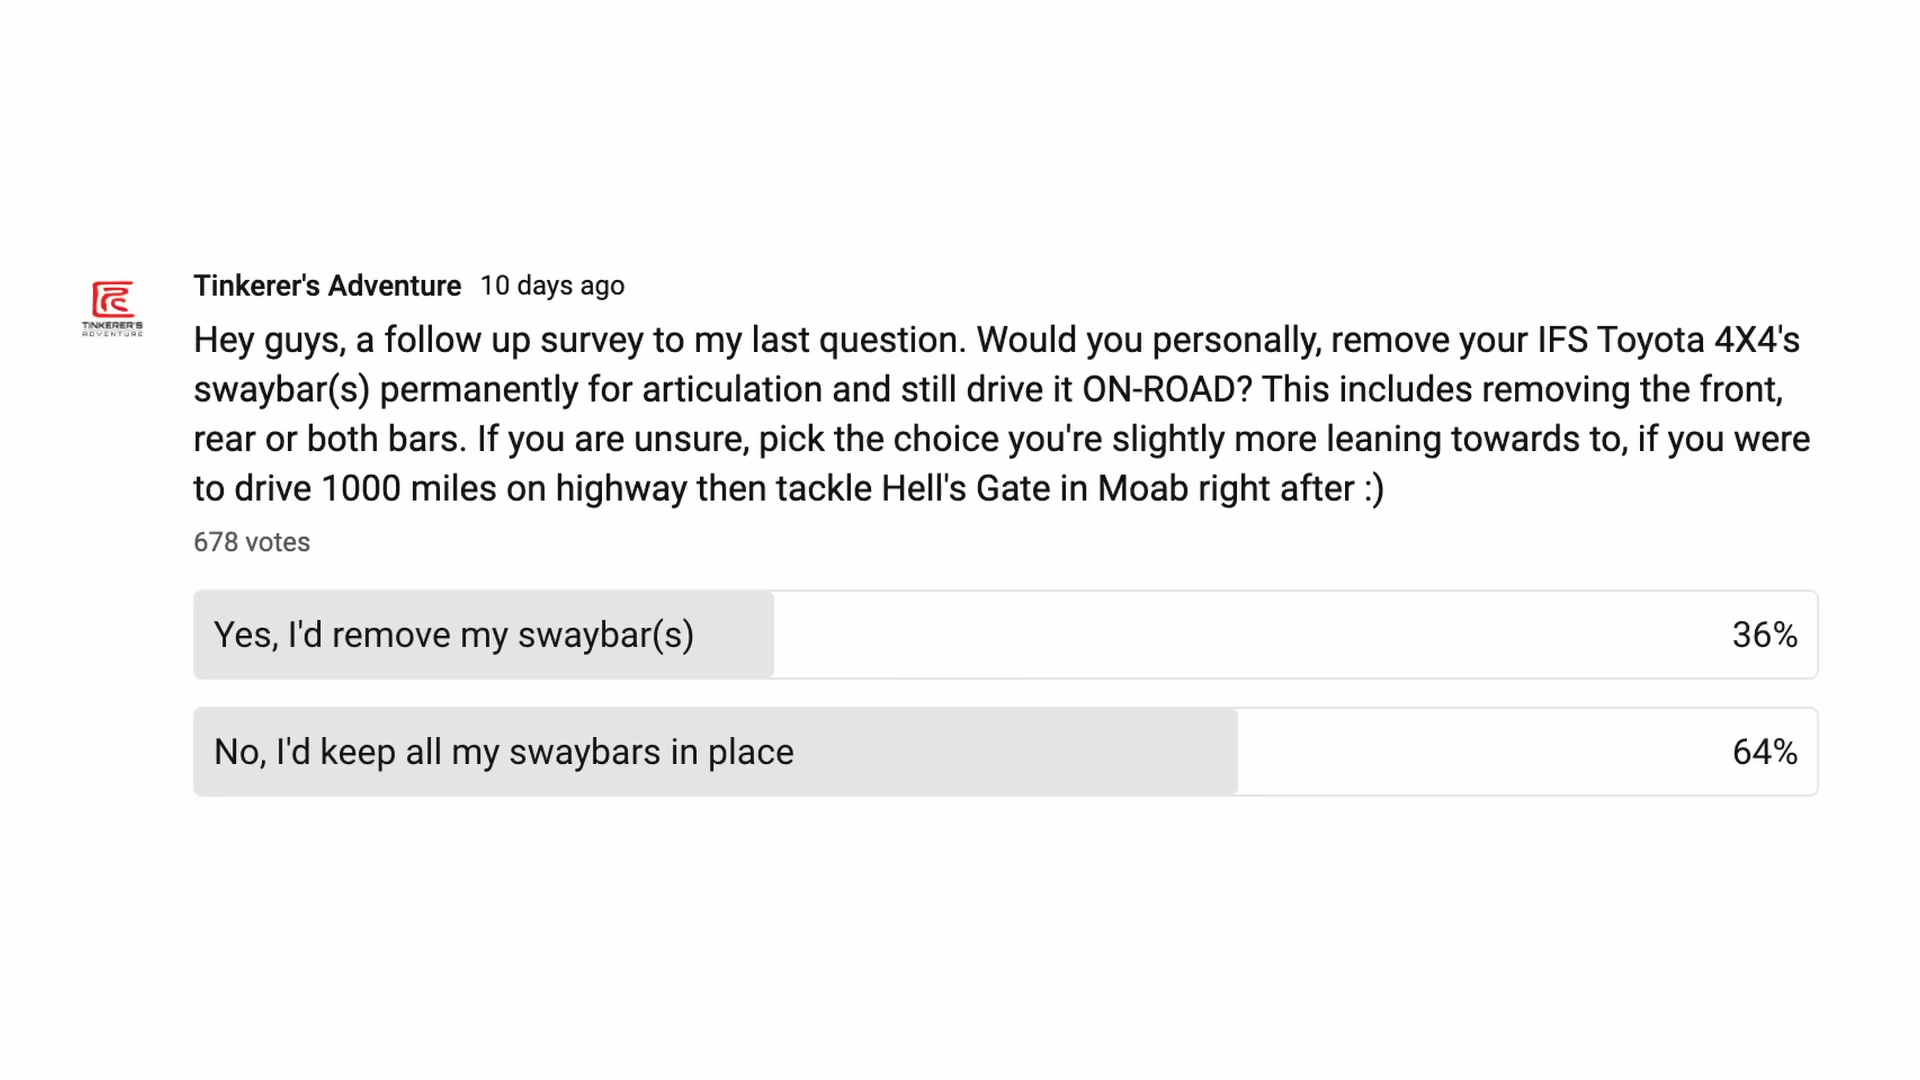 Tinkerer's Adventure 10 days ago
TINKERER'S
ADVENTURE
Hey guys, a follow up survey to my last question. Would you personally, remove your IFS Toyota 4X4's
swaybar(s) permanently for articulation and still drive it ON-ROAD? This includes removing the front,
rear or both bars. If you are unsure, pick the choice you're slightly more leaning towards to, if you were
to drive 1000 miles on highway then tackle Hell's Gate in Moab right after :)
678 votes
Yes, I'd remove my swaybar(s) 36%
No, I'd keep all my swaybars in place 64%